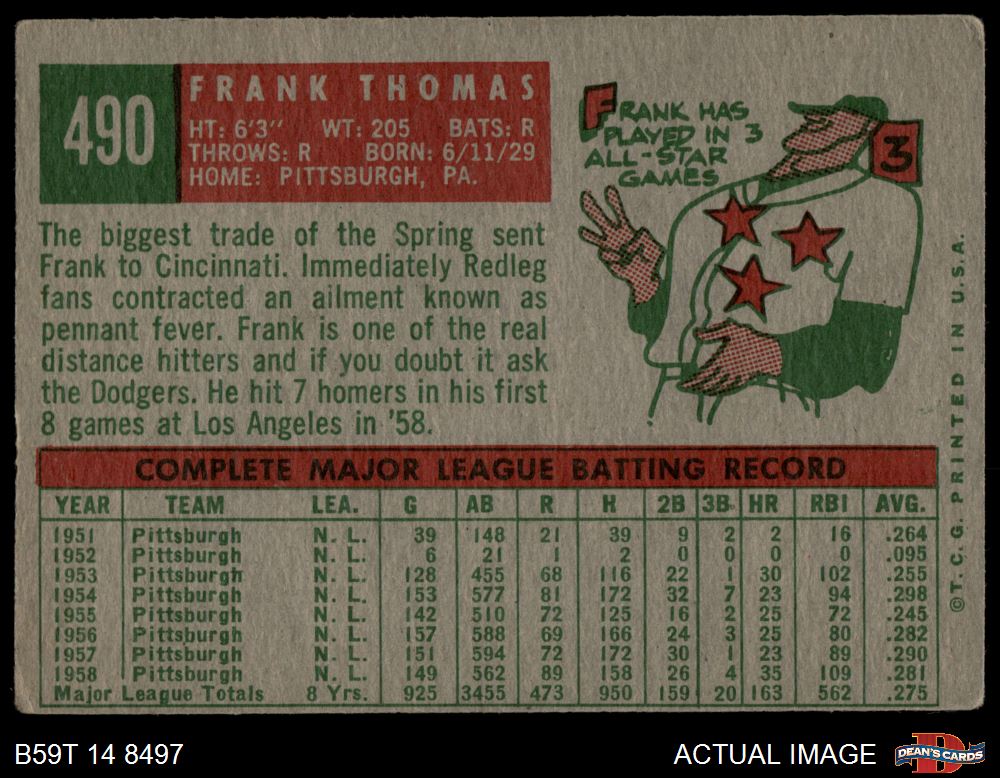 490
FRANK THOMAS
HT: 6'3" WT: 205 BATS: R
THROWS: R BORN: 6/11/29
HOME: PITTSBURGH, PA.
FRANK HAS
PLAYED IN 3
ALL-STAR
GAMES
3
The biggest trade of the Spring sent
Frank to Cincinnati. Immediately Redleg
fans contracted an ailment known as
pennant fever. Frank is one of the real
distance hitters and if you doubt it ask
the Dodgers. He hit 7 homers in his first
8 games at Los Angeles in '58.
COMPLETE MAJOR LEAGUE BATTING RECORD
YEAR TEAM LEA. G AB R H 2B 3B HR RBI AVG.
1951 Pittsburgh N. L. 39 148 21 39 9 2 2 16 .264
1952 Pittsburgh N. L. 6 21 1 2 0 0 0 0 .095
1953 Pittsburgh N. L. 128 455 68 116 22 1 30 102 .255
1954 Pittsburgh N. L. 153 577 81 172 32 7 23 94 .298
1955 Pittsburgh N. L. 142 510 72 125 16 2 25 72 .245
1956 Pittsburgh N. L. 157 588 69 166 24 3 25 80 .282
1957 Pittsburgh N. L. 151 594 72 172 30 1 23 89 .290
1958 Pittsburgh N. L. 149 562 89 158 26 4 35 109 .281
Major League Totals 8 Yrs. 925 3455 473 950 159 20 163 562 .275
©T. C. G. PRINTED IN U.S.A.
B59T 14 8497
ACTUAL IMAGE
D
DEAN'S CARDS